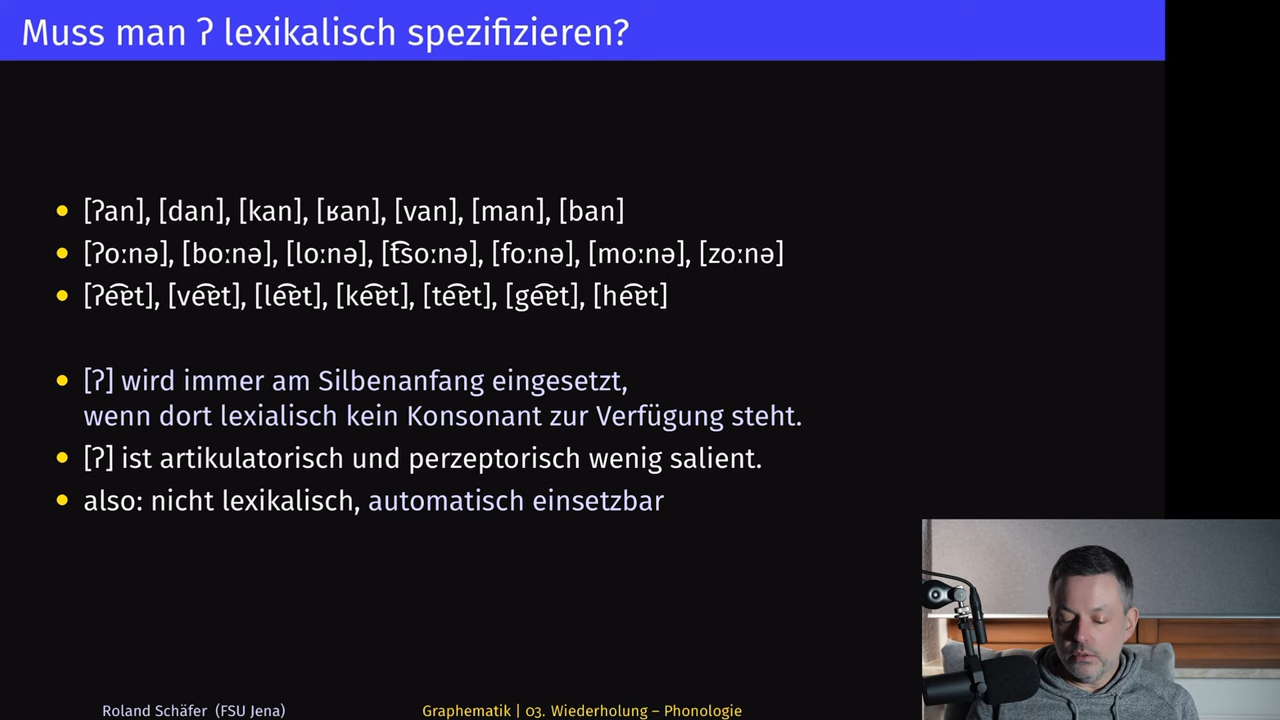 Muss man ʔ lexikalisch spezifizieren?
• [ʔan], [dan], [kan], [ʁan], [van], [man], [ban]
• [ʔoːnə], [boːnə], [loːnə], [t͡soːnə], [foːnə], [moːnə], [zoːnə]
• [ʔe͡ɐt], [ve͡ɐt], [le͡ɐt], [ke͡ɐt], [te͡ɐt], [ge͡ɐt], [he͡ɐt]
• [ʔ] wird immer am Silbenanfang eingesetzt,
wenn dort lexialisch kein Konsonant zur Verfügung steht.
• [ʔ] ist artikulatorisch und perzeptorisch wenig salient.
• also: nicht lexikalisch, automatisch einsetzbar
Roland Schäfer (FSU Jena)
Graphematik | 03. Wiederholung – Phonologie